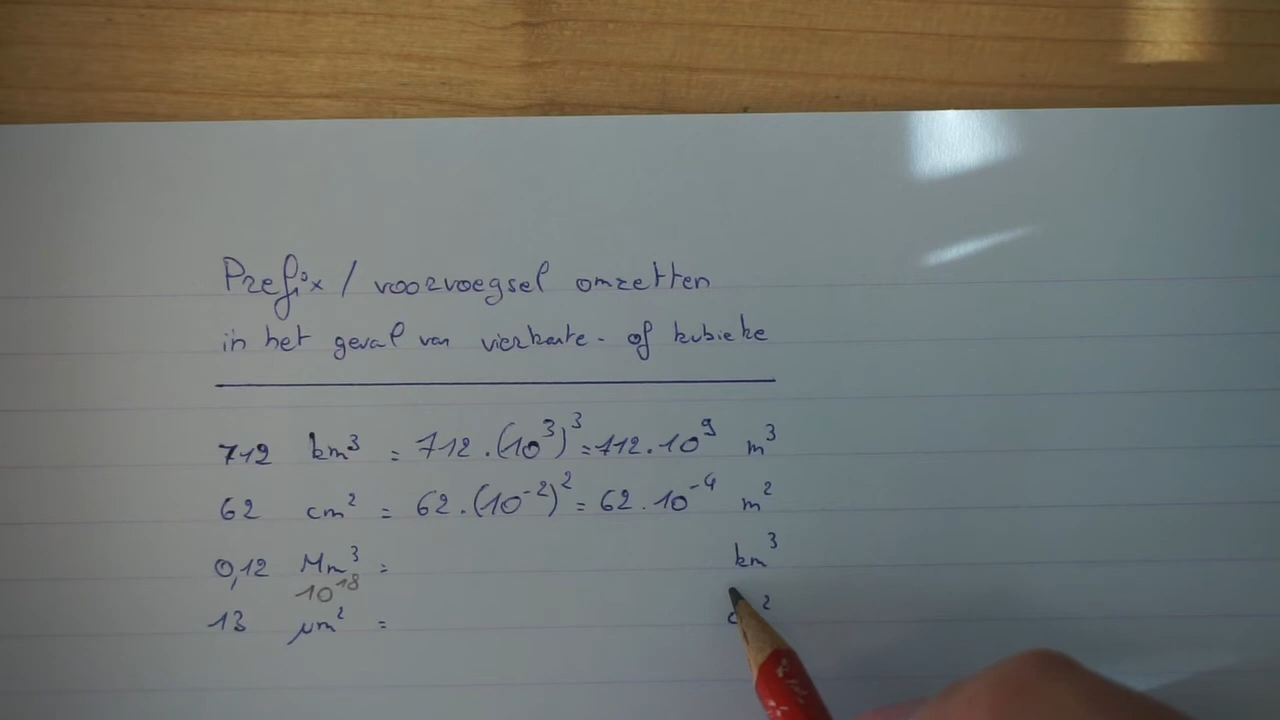 Prefix / voorvoegsel omzetten
in het geval van vierkante- of kubieke
712 km³ = 712.(10³)³ = 712.10⁹ m³
62 cm² = 62.(10⁻²)² = 62.10⁻⁴ m²
0,12 Mm³ = km³
10¹⁸
13 μm² = ²